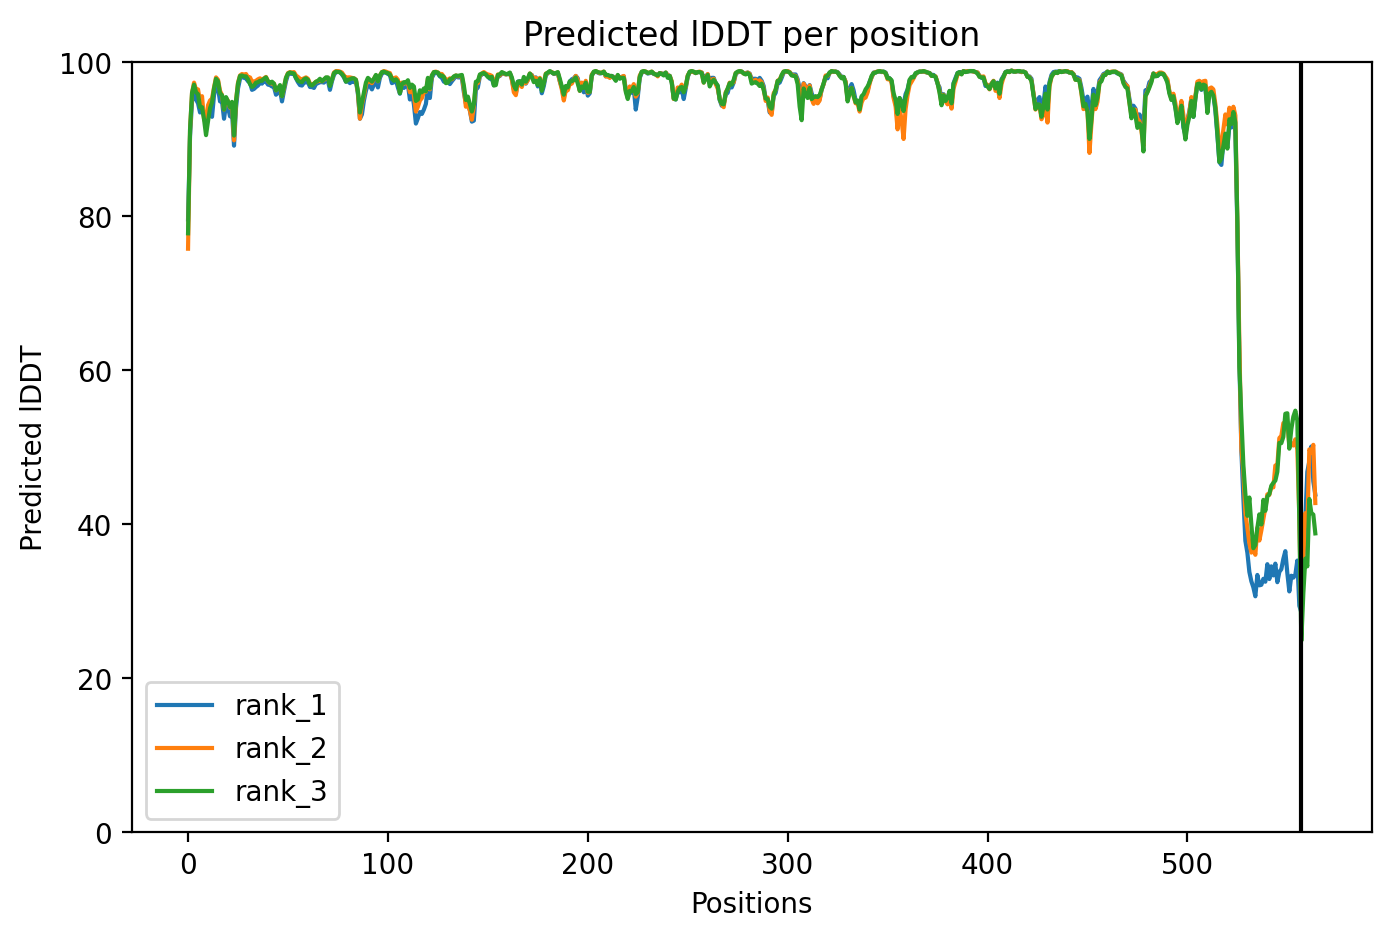 Predicted lDDT per position
Predicted lDDT
100
80
60
40
20
0
rank_1
rank_2
rank_3
0 100 200 300 400 500
Positions